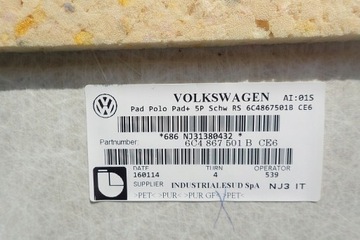 VOLKSWAGEN AI:01S
Pad Polo Pad+ 5P Schw RS 6C4867501B CE6
*686 NJ31380432 *
Partnumber: 6C4 867 501 B CE6
DATE TURN OPERATOR
160114 4 539
SUPPLIER INDUSTRIALESUD SpA NJ3 IT
>PET< >PUR< >PUR GF< >PET<